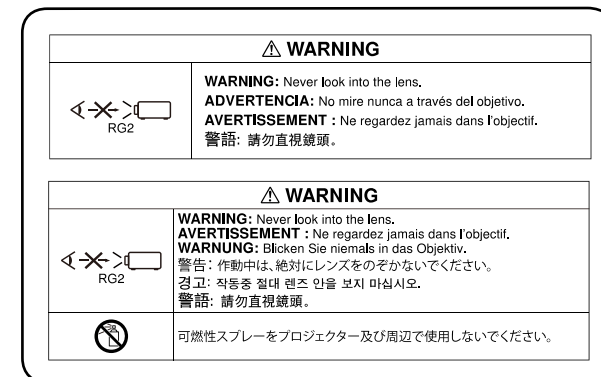 ⚠ WARNING
RG2
WARNING: Never look into the lens.
ADVERTENCIA: No mire nunca a través del objetivo.
AVERTISSEMENT : Ne regardez jamais dans l'objectif.
警語: 請勿直視鏡頭。
⚠ WARNING
RG2
WARNING: Never look into the lens.
AVERTISSEMENT : Ne regardez jamais dans l'objectif.
WARNUNG: Blicken Sie niemals in das Objektiv.
警告: 作動中は、絶対にレンズをのぞかないでください。
경고: 작동중 절대 렌즈 안을 보지 마십시오.
警語: 請勿直視鏡頭。
可燃性スプレーをプロジェクター及び周辺で使用しないでください。